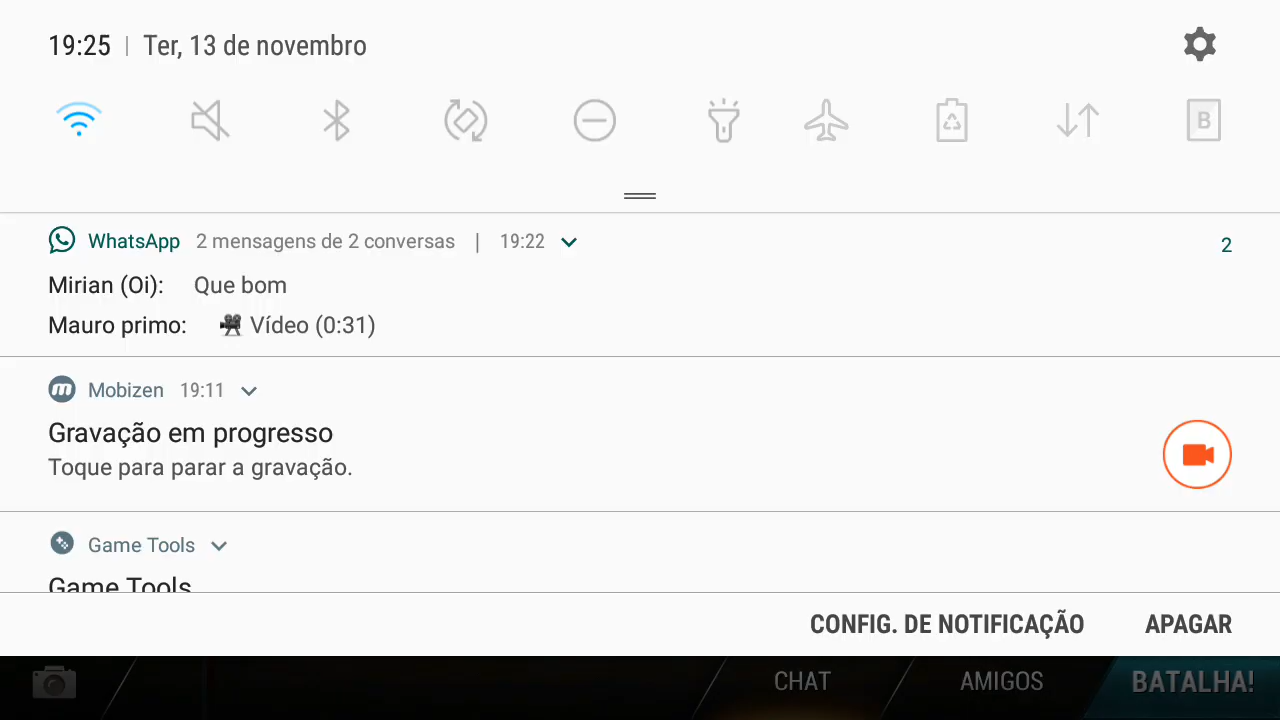 19:25 | Ter, 13 de novembro
B
WhatsApp 2 mensagens de 2 conversas | 19:22 2
Mirian (Oi): Que bom
Mauro primo: 🎥 Vídeo (0:31)
m Mobizen 19:11
Gravação em progresso
Toque para parar a gravação.
Game Tools
Game Tools
CONFIG. DE NOTIFICAÇÃO APAGAR
CHAT AMIGOS BATALHA!